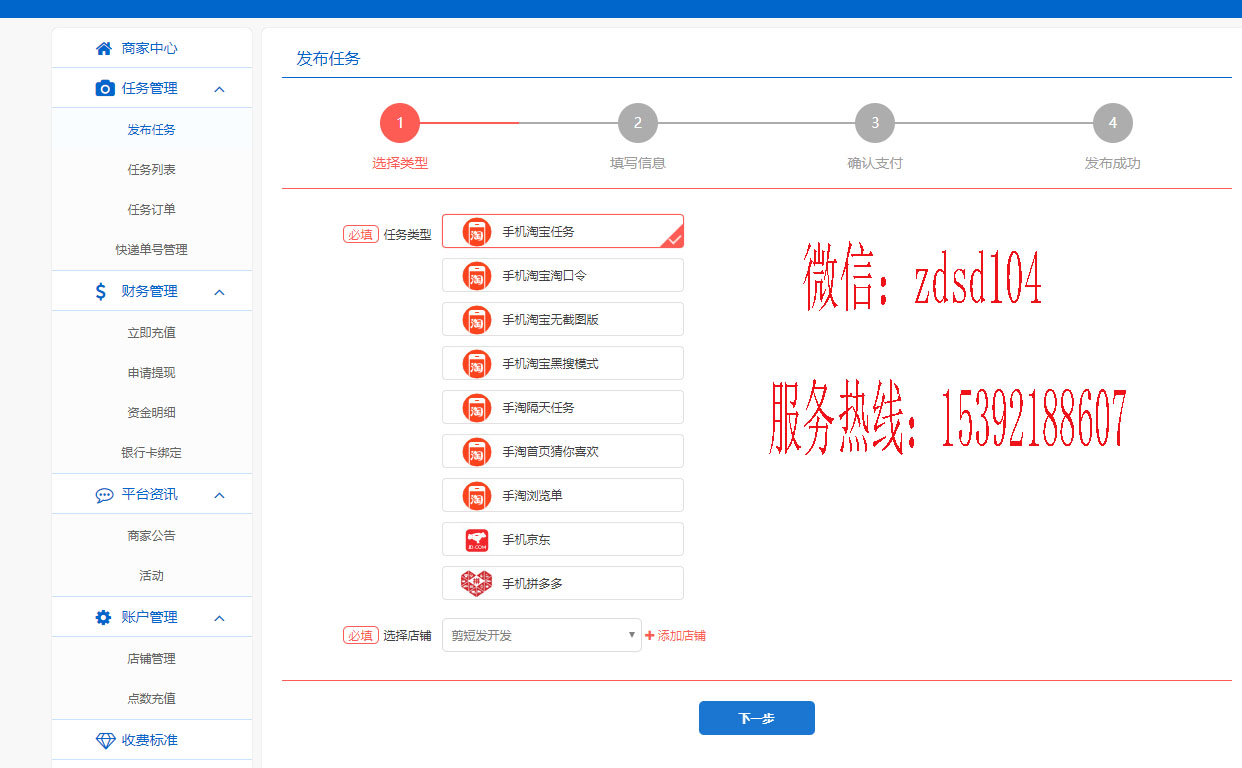 商家中心
任务管理
发布任务
任务列表
任务订单
快递单号管理
财务管理
立即充值
申请提现
资金明细
银行卡绑定
平台资讯
商家公告
活动
账户管理
店铺管理
点数充值
收费标准
发布任务
1 2 3 4
选择类型 填写信息 确认支付 发布成功
必填 任务类型
手机淘宝任务
手机淘宝淘口令
手机淘宝无截图版
手机淘宝黑搜模式
手淘隔天任务
手淘首页猜你喜欢
手淘浏览单
手机京东
手机拼多多
微信：zdsd104
服务热线：15392188607
必填 选择店铺 剪短发开发 添加店铺
下一步